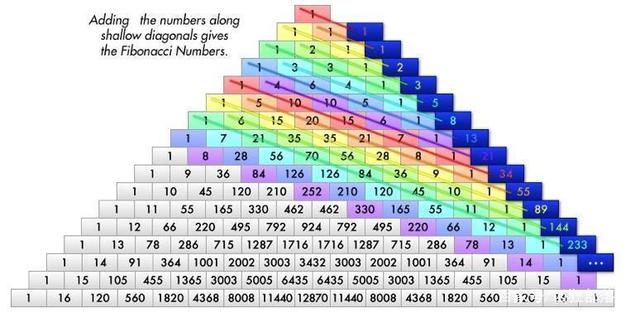 Adding the numbers along
shallow diagonals gives
the Fibonacci Numbers.
1
1 1 1
1 2 1 1
1 3 3 1 2
1 4 6 4 1 3
1 5 10 10 5 1 5
1 6 15 20 15 6 1 8
1 7 21 35 35 21 7 1 13
1 8 28 56 70 56 28 8 1 21
1 9 36 84 126 126 84 36 9 1 34
1 10 45 120 210 252 210 120 45 10 1 55
1 11 55 165 330 462 462 330 165 55 11 1 89
1 12 66 220 495 792 924 792 495 220 66 12 1 144
1 13 78 286 715 1287 1716 1716 1287 715 286 78 13 1 233
1 14 91 364 1001 2002 3003 3432 3003 2002 1001 364 91 14 1 ...
1 15 105 455 1365 3003 5005 6435 6435 5005 3003 1365 455 105 15 1
1 16 120 560 1820 4368 8008 11440 12870 11440 8008 4368 1820 560 120 16 1